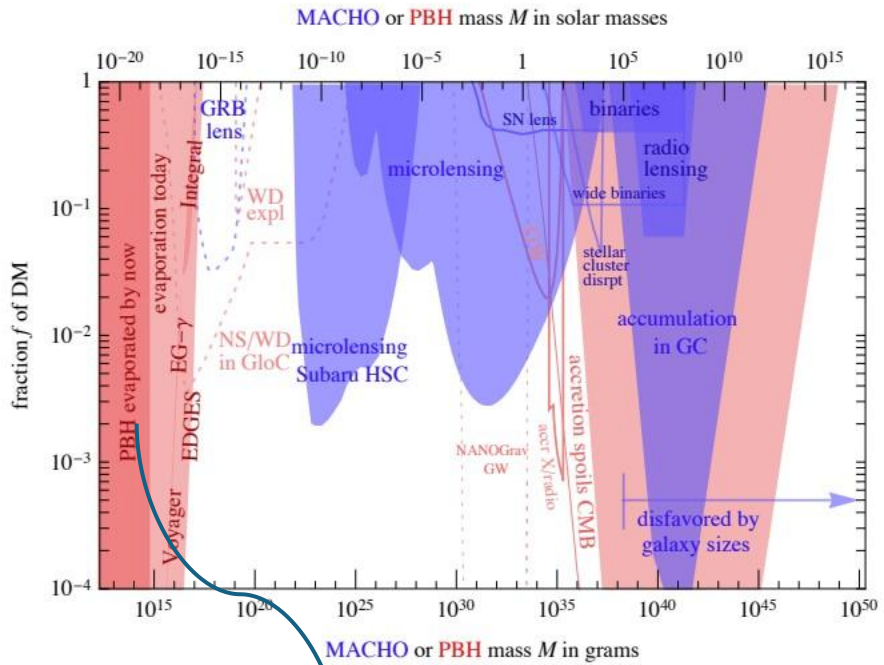 MACHO or PBH mass M in solar masses
10⁻²⁰ 10⁻¹⁵ 10⁻¹⁰ 10⁻⁵ 1 10⁵ 10¹⁰ 10¹⁵
1
10⁻¹
10⁻²
10⁻³
10⁻⁴
fraction f of DM
PBH evaporated by now
evaporation today
Voyager
EG-γ
EDGES
Integral
GRB
lens
WD
expl
NS/WD
in GloC
microlensing
Subaru HSC
microlensing
SN lens
binaries
radio
lensing
wide binaries
stellar
cluster
disrpt
accumulation
in GC
NANOGrav
GW
accr X/radio
accretion spoils CMB
disfavored by
galaxy sizes
10¹⁵ 10²⁰ 10²⁵ 10³⁰ 10³⁵ 10⁴⁰ 10⁴⁵ 10⁵⁰
MACHO or PBH mass M in grams